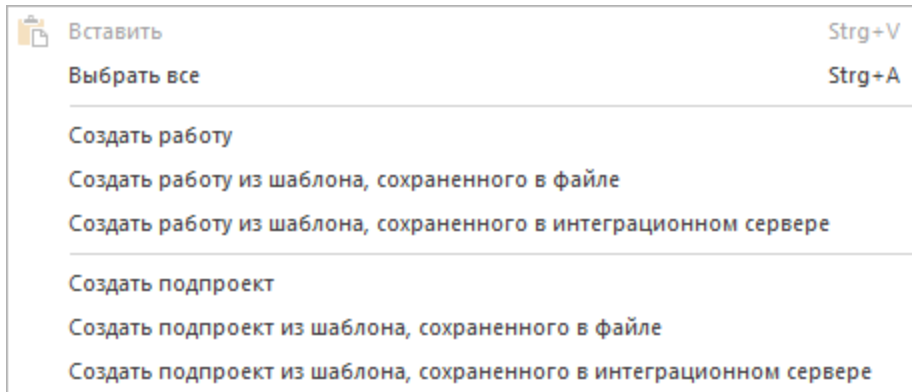 Вставить Strg+V
Выбрать все Strg+A
Создать работу
Создать работу из шаблона, сохраненного в файле
Создать работу из шаблона, сохраненного в интеграционном сервере
Создать подпроект
Создать подпроект из шаблона, сохраненного в файле
Создать подпроект из шаблона, сохраненного в интеграционном сервере